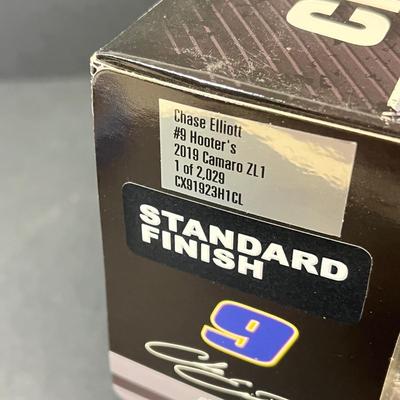 Chase Elliott
#9 Hooter's
2019 Camaro ZL1
1 of 2,029
CX91923H1CL
STANDARD
FINISH
9